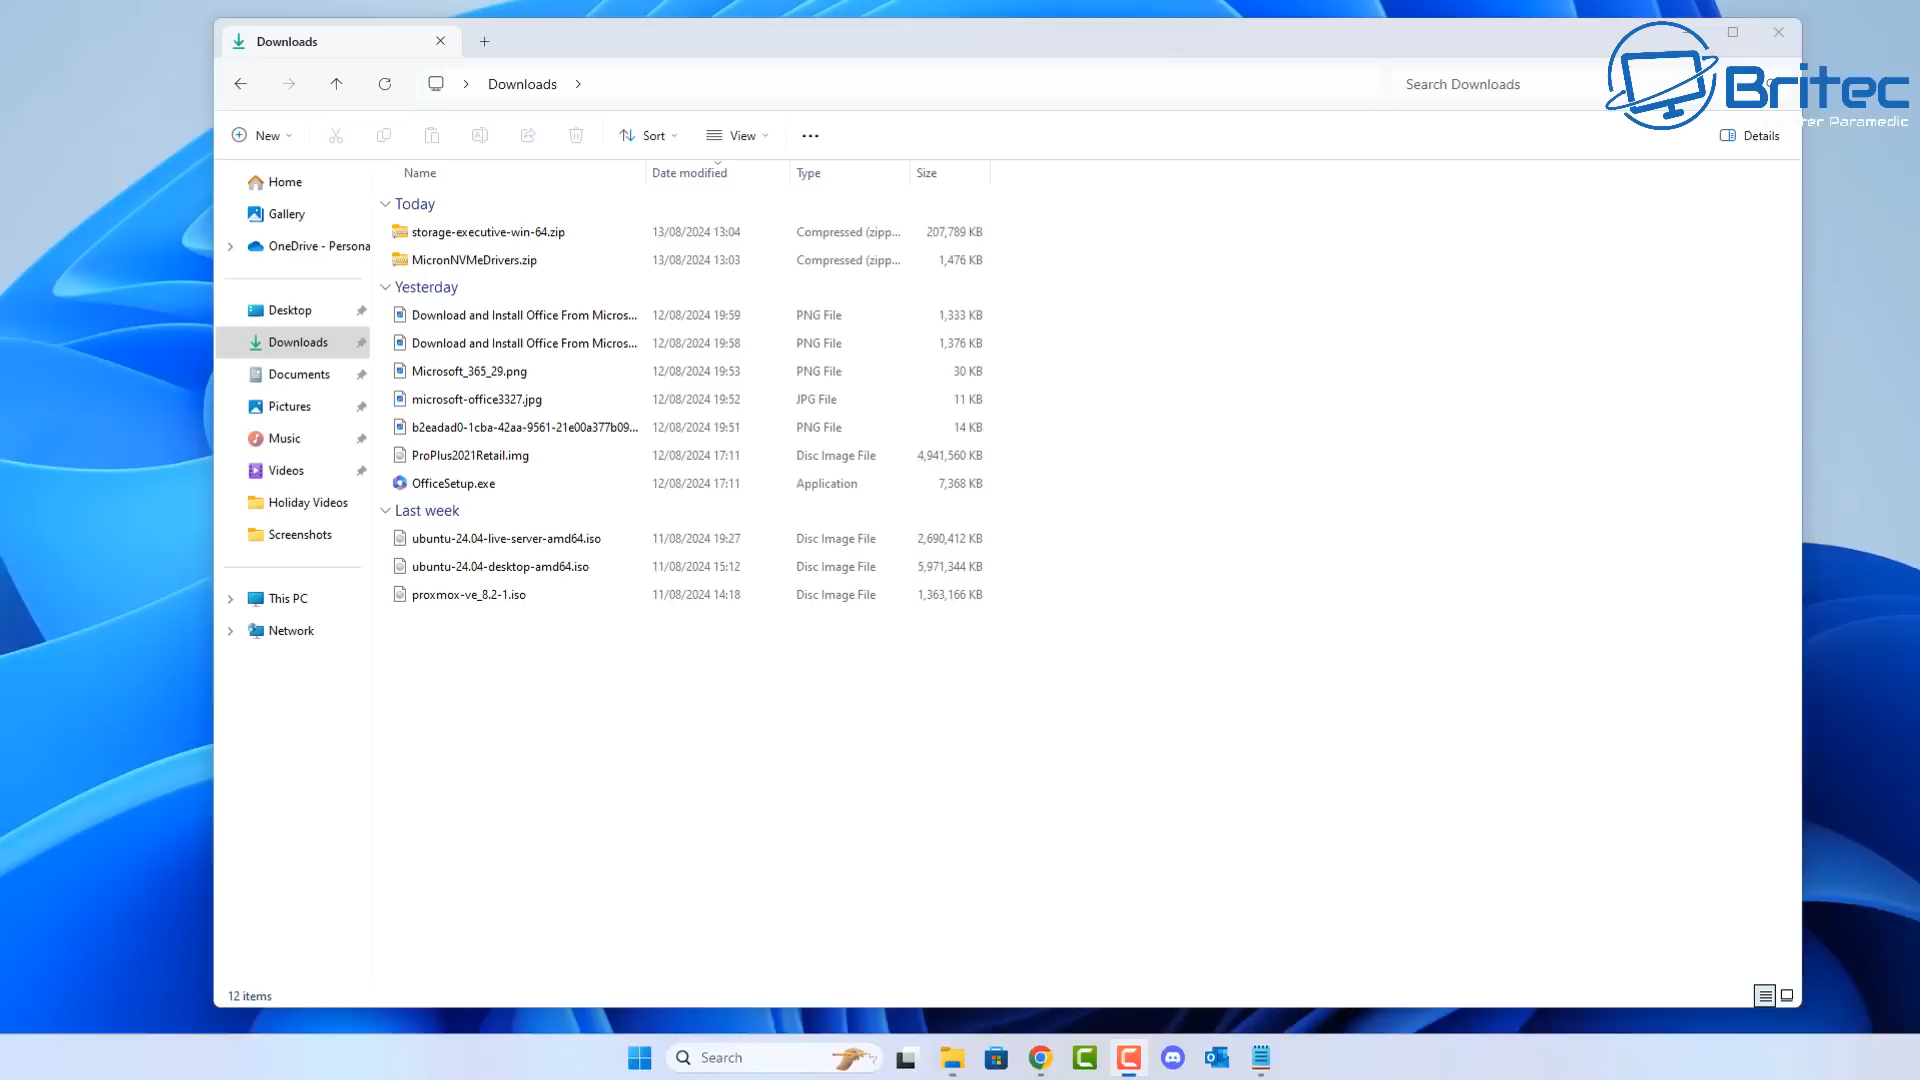 Downloads
Downloads
Search Downloads
Britec
ter Paramedic
New
Sort
View
Details
Name Date modified Type Size
Home
Gallery
OneDrive - Persona
Desktop
Downloads
Documents
Pictures
Music
Videos
Holiday Videos
Screenshots
This PC
Network
Today
storage-executive-win-64.zip 13/08/2024 13:04 Compressed (zipp... 207,789 KB
MicronNVMeDrivers.zip 13/08/2024 13:03 Compressed (zipp... 1,476 KB
Yesterday
Download and Install Office From Micros... 12/08/2024 19:59 PNG File 1,333 KB
Download and Install Office From Micros... 12/08/2024 19:58 PNG File 1,376 KB
Microsoft_365_29.png 12/08/2024 19:53 PNG File 30 KB
microsoft-office3327.jpg 12/08/2024 19:52 JPG File 11 KB
b2eadad0-1cba-42aa-9561-21e00a377b09... 12/08/2024 19:51 PNG File 14 KB
ProPlus2021Retail.img 12/08/2024 17:11 Disc Image File 4,941,560 KB
OfficeSetup.exe 12/08/2024 17:11 Application 7,368 KB
Last week
ubuntu-24.04-live-server-amd64.iso 11/08/2024 19:27 Disc Image File 2,690,412 KB
ubuntu-24.04-desktop-amd64.iso 11/08/2024 15:12 Disc Image File 5,971,344 KB
proxmox-ve_8.2-1.iso 11/08/2024 14:18 Disc Image File 1,363,166 KB
12 items
Search